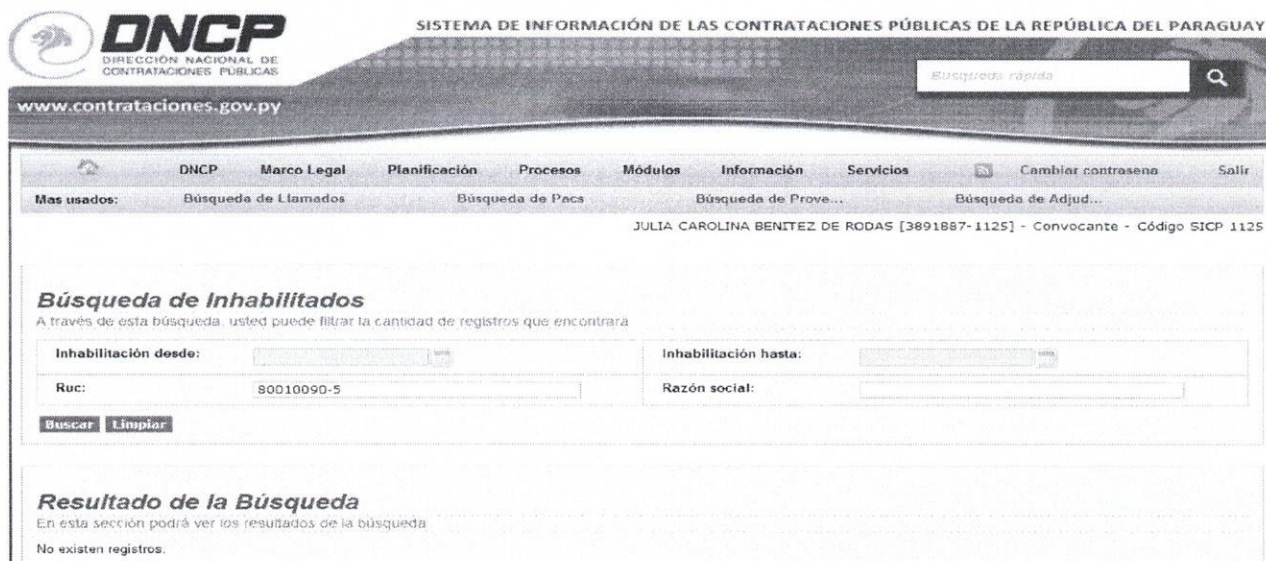 DNCP
DIRECCIÓN NACIONAL DE
CONTRATACIONES PÚBLICAS
SISTEMA DE INFORMACIÓN DE LAS CONTRATACIONES PÚBLICAS DE LA REPÚBLICA DEL PARAGUAY
Búsqueda rápida
www.contrataciones.gov.py
DNCP Marco Legal Planificación Procesos Módulos Información Servicios Cambiar contrasena Salir
Mas usados: Búsqueda de Llamados Búsqueda de Pacs Búsqueda de Prove... Búsqueda de Adjud...
JULIA CAROLINA BENITEZ DE RODAS [3891887-1125] - Convocante - Código SICP 1125
Búsqueda de Inhabilitados
A través de esta búsqueda, usted puede filtrar la cantidad de registros que encontrará
Inhabilitación desde: Inhabilitación hasta:
Ruc: 80010090-5 Razón social:
Buscar Limpiar
Resultado de la Búsqueda
En esta sección podrá ver los resultados de la búsqueda
No existen registros.